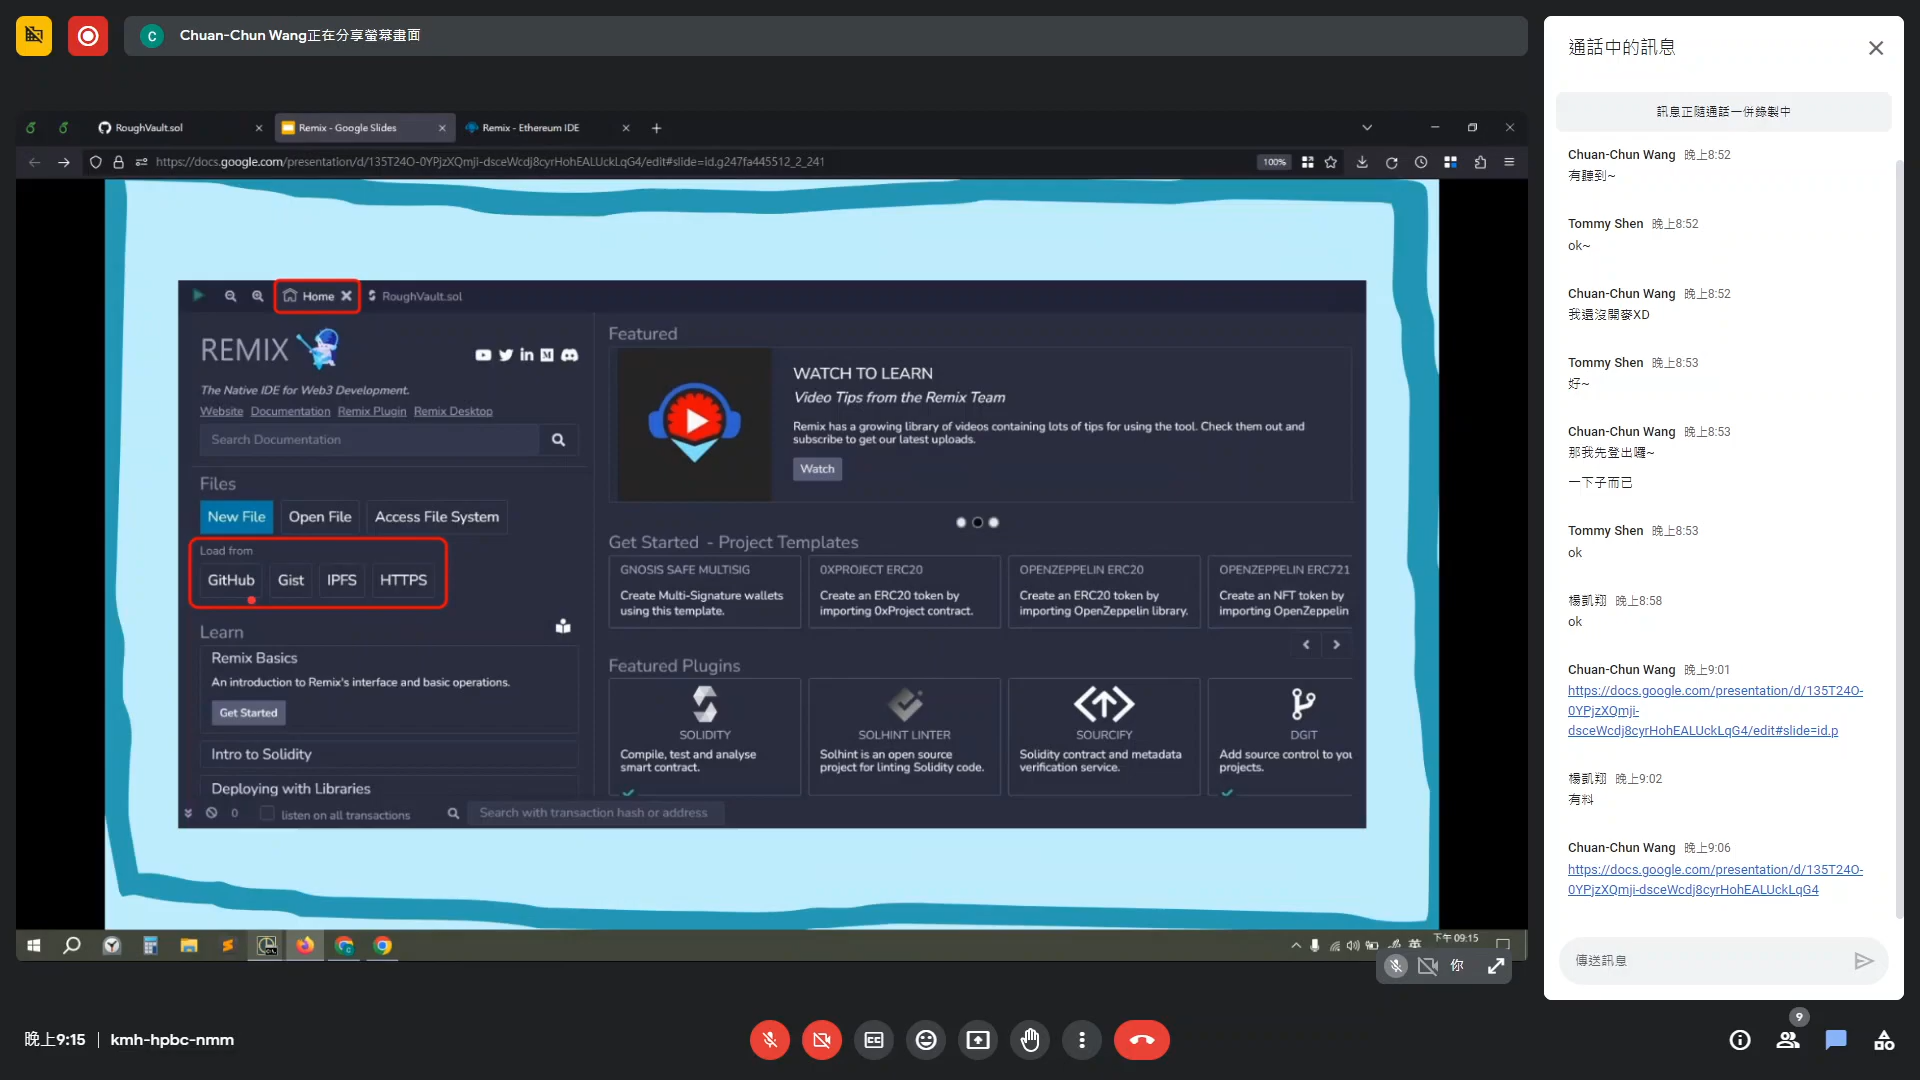 C Chuan-Chun Wang正在分享螢幕畫面
RoughVault.sol
Remix - Google Slides
Remix - Ethereum IDE
https://docs.google.com/presentation/d/135T24O-0YPjzXQmji-dsceWcdj8cyrHohEALUckLqG4/edit#slide=id.g247fa445512_2_241
100%
Home
RoughVault.sol
REMIX
The Native IDE for Web3 Development.
Website Documentation Remix Plugin Remix Desktop
Search Documentation
Files
New File Open File Access File System
Load from
GitHub Gist IPFS HTTPS
Learn
Remix Basics
An introduction to Remix's interface and basic operations.
Get Started
Intro to Solidity
Deploying with Libraries
0 listen on all transactions
Search with transaction hash or address
Featured
WATCH TO LEARN
Video Tips from the Remix Team
Remix has a growing library of videos containing lots of tips for using the tool. Check them out and
subscribe to get our latest uploads.
Watch
Get Started - Project Templates
GNOSIS SAFE MULTISIG
Create Multi-Signature wallets
using this template.
0XPROJECT ERC20
Create an ERC20 token by
importing 0xProject contract.
OPENZEPPELIN ERC20
Create an ERC20 token by
importing OpenZeppelin library.
OPENZEPPELIN ERC721
Create an NFT token by
importing OpenZeppelin
Featured Plugins
SOLIDITY
Compile, test and analyse
smart contract.
SOLHINT LINTER
Solhint is an open source
project for linting Solidity code.
SOURCIFY
Solidity contract and metadata
verification service.
DGIT
Add source control to you
projects.
英
下午 09:15
你
晚上9:15 | kmh-hpbc-nmm
通話中的訊息
訊息正隨通話一併錄製中
Chuan-Chun Wang 晚上8:52
有聽到~
Tommy Shen 晚上8:52
ok~
Chuan-Chun Wang 晚上8:52
我還沒開麥XD
Tommy Shen 晚上8:53
好~
Chuan-Chun Wang 晚上8:53
那我先登出囉~
一下子而已
Tommy Shen 晚上8:53
ok
楊凱翔 晚上8:58
ok
Chuan-Chun Wang 晚上9:01
https://docs.google.com/presentation/d/135T24O-
0YPjzXQmji-
dsceWcdj8cyrHohEALUckLqG4/edit#slide=id.p
楊凱翔 晚上9:02
有料
Chuan-Chun Wang 晚上9:06
https://docs.google.com/presentation/d/135T24O-
0YPjzXQmji-dsceWcdj8cyrHohEALUckLqG4
傳送訊息
9